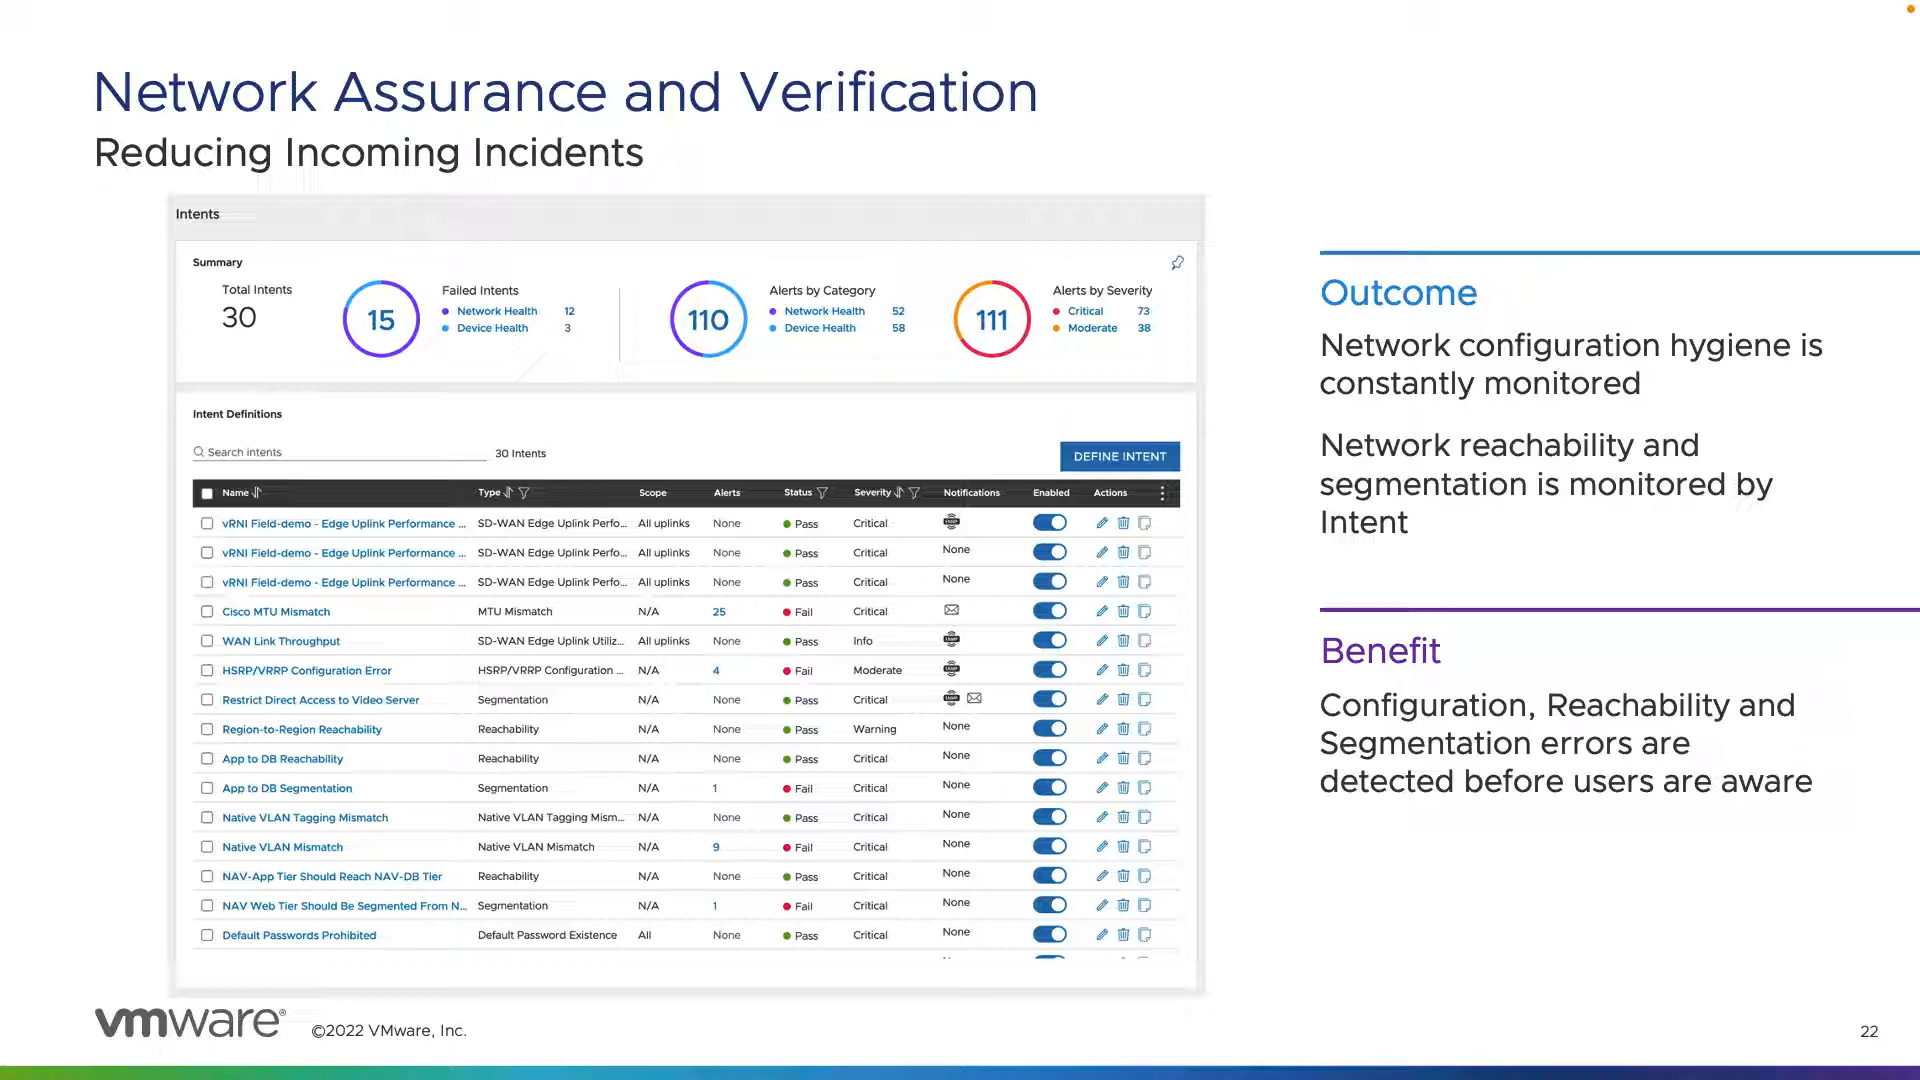 Network Assurance and Verification
Reducing Incoming Incidents
Intents
Summary
Total Intents
30
15
Failed Intents
Network Health 12
Device Health 3
110
Alerts by Category
Network Health 52
Device Health 58
111
Alerts by Severity
Critical 73
Moderate 38
Intent Definitions
Search intents
30 Intents
DEFINE INTENT
Name Type Scope Alerts Status Severity Notifications Enabled Actions
vRNI Field-demo - Edge Uplink Performance ... SD-WAN Edge Uplink Perfo... All uplinks None Pass Critical
vRNI Field-demo - Edge Uplink Performance ... SD-WAN Edge Uplink Perfo... All uplinks None Pass Critical None
vRNI Field-demo - Edge Uplink Performance ... SD-WAN Edge Uplink Perfo... All uplinks None Pass Critical None
Cisco MTU Mismatch MTU Mismatch N/A 25 Fail Critical
WAN Link Throughput SD-WAN Edge Uplink Utiliz... All uplinks None Pass Info
HSRP/VRRP Configuration Error HSRP/VRRP Configuration ... N/A 4 Fail Moderate
Restrict Direct Access to Video Server Segmentation N/A None Pass Critical
Region-to-Region Reachability Reachability N/A None Pass Warning None
App to DB Reachability Reachability N/A None Pass Critical None
App to DB Segmentation Segmentation N/A 1 Fail Critical None
Native VLAN Tagging Mismatch Native VLAN Tagging Mism... N/A None Pass Critical None
Native VLAN Mismatch Native VLAN Mismatch N/A 9 Fail Critical None
NAV-App Tier Should Reach NAV-DB Tier Reachability N/A None Pass Critical None
NAV Web Tier Should Be Segmented From N... Segmentation N/A 1 Fail Critical None
Default Passwords Prohibited Default Password Existence All None Pass Critical None
Outcome
Network configuration hygiene is
constantly monitored
Network reachability and
segmentation is monitored by
Intent
Benefit
Configuration, Reachability and
Segmentation errors are
detected before users are aware
vmware®
©2022 VMware, Inc.
22